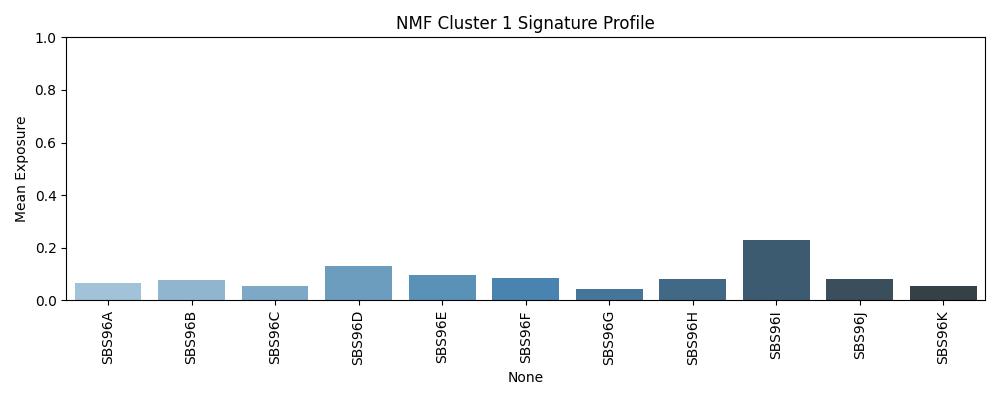 NMF Cluster 1 Signature Profile
1.0
0.8
0.6
0.4
0.2
0.0
Mean Exposure
SBS96A
SBS96B
SBS96C
SBS96D
SBS96E
SBS96F
SBS96G
SBS96H
SBS96I
SBS96J
SBS96K
None